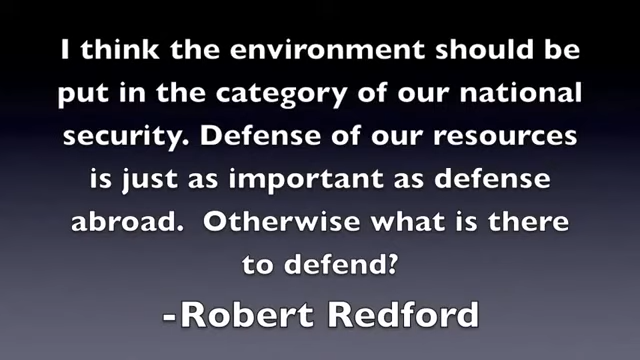 I think the environment should be
put in the category of our national
security. Defense of our resources
is just as important as defense
abroad.  Otherwise what is there
to defend?
-Robert Redford